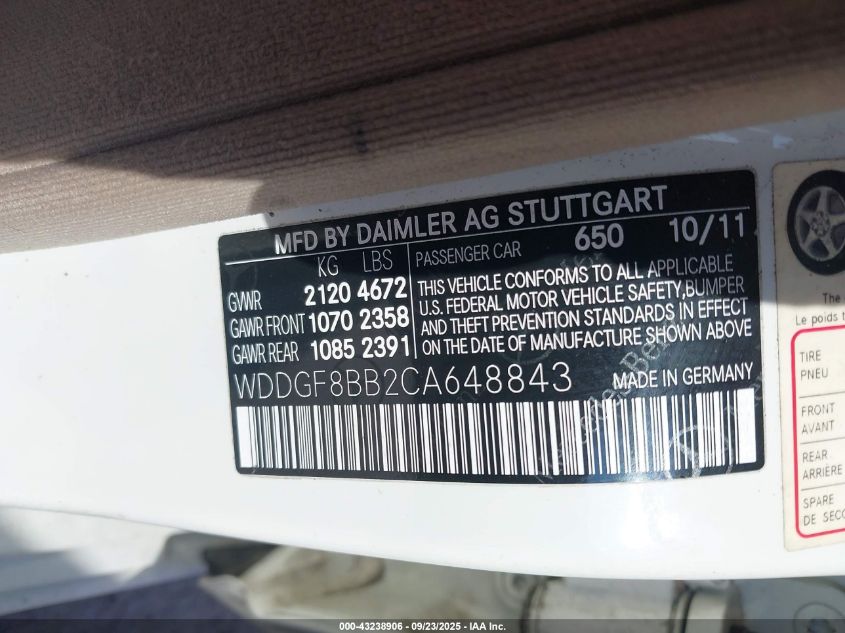 MFD BY DAIMLER AG STUTTGART
KG LBS
PASSENGER CAR 650 10/11
GVWR 2120 4672
GAWR FRONT 1070 2358
GAWR REAR 1085 2391
THIS VEHICLE CONFORMS TO ALL APPLICABLE
U.S. FEDERAL MOTOR VEHICLE SAFETY,BUMPER
AND THEFT PREVENTION STANDARDS IN EFFECT
ON THE DATE OF MANUFACTURE SHOWN ABOVE
WDDGF8BB2CA648843 MADE IN GERMANY
The
Le poids
TIRE
PNEU
FRONT
AVANT
REAR
ARRIÈRE
SPARE
DE
000-43238906 - 09/23/2025 - IAA Inc.